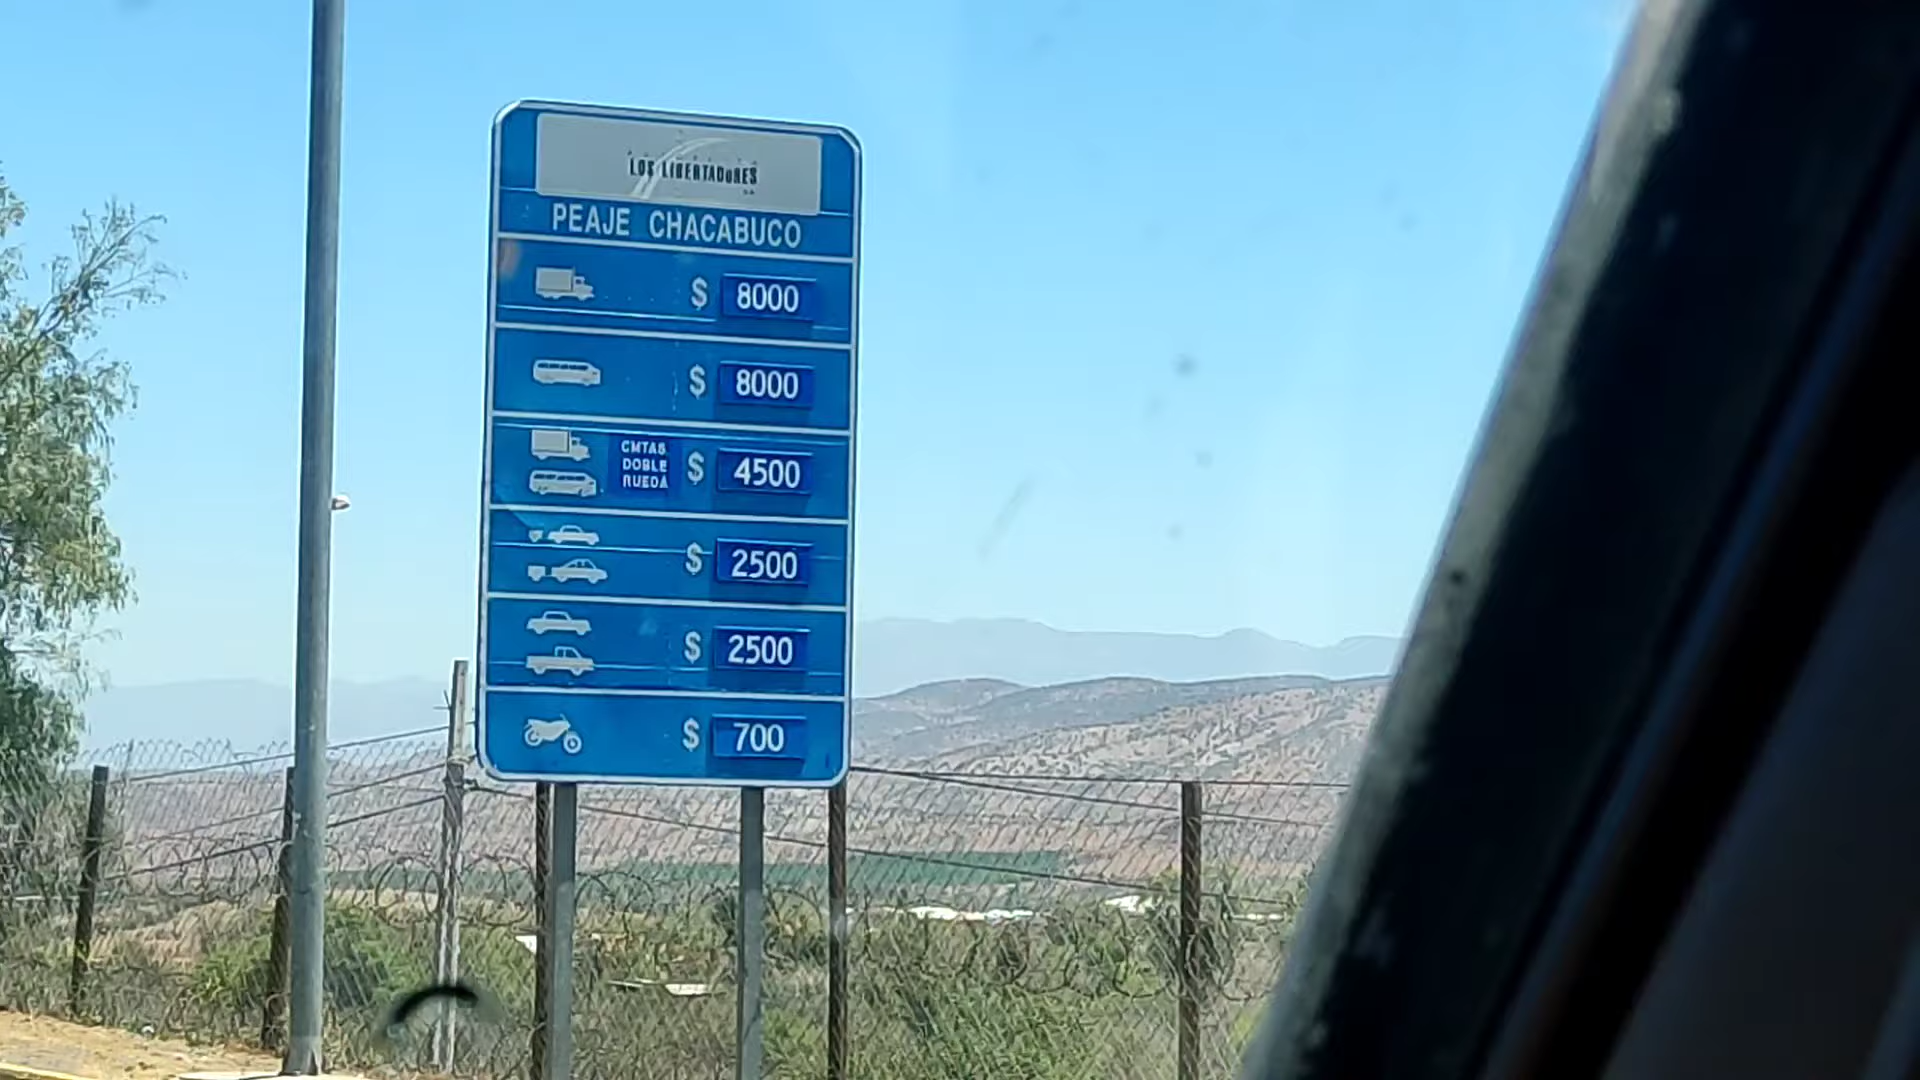 LOS LIBERTADORES
PEAJE CHACABUCO
$ 8000
$ 8000
CMTAS
DOBLE
RUEDA
$ 4500
$ 2500
$ 2500
$ 700